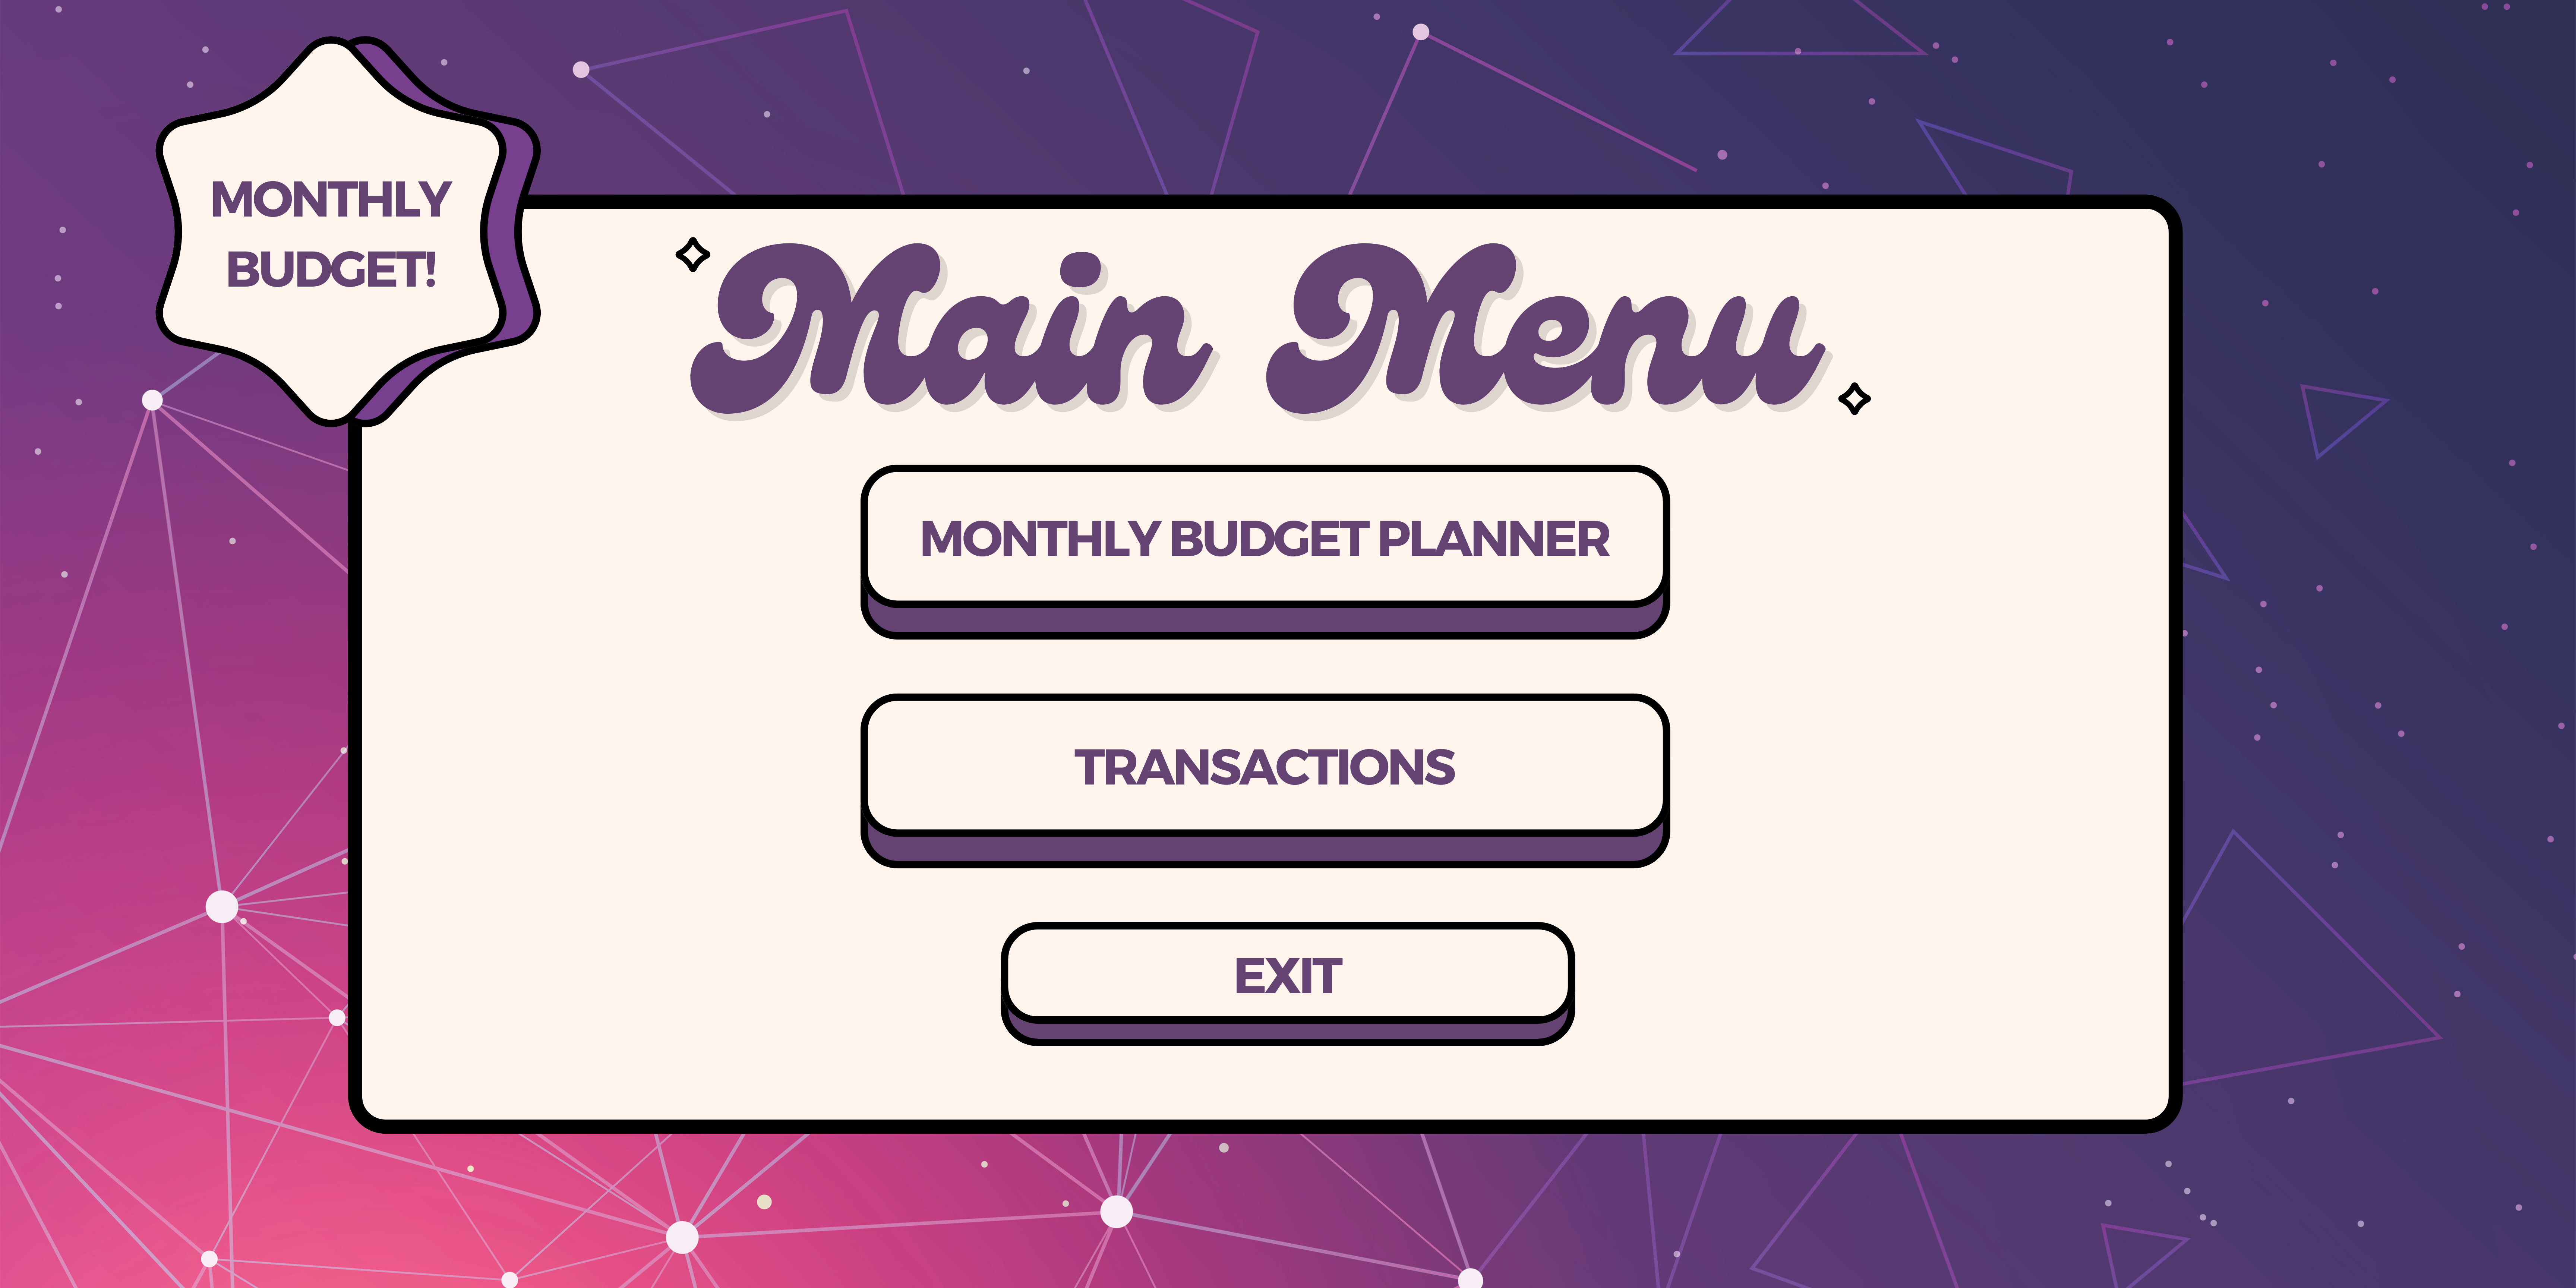 MONTHLY
BUDGET!
Main Menu
MONTHLY BUDGET PLANNER
TRANSACTIONS
EXIT